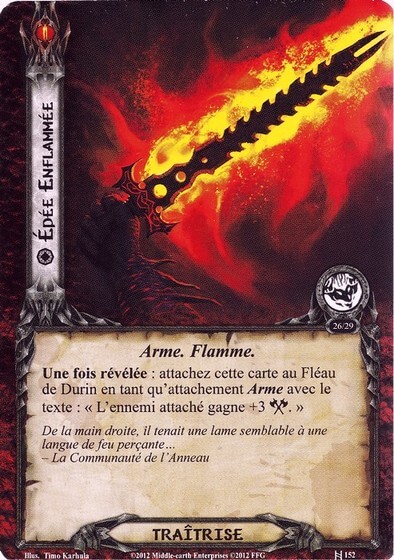 Épée Enflammée
26/29
Arme. Flamme.
Une fois révélée : attachez cette carte au Fléau
de Durin en tant qu'attachement Arme avec le
texte : « L'ennemi attaché gagne +3 . »
De la main droite, il tenait une lame semblable à une
langue de feu perçante…
– La Communauté de l'Anneau
TRAÎTRISE
Illus. Timo Karhula ©2012 Middle-earth Enterprises ©2012 FFG 152